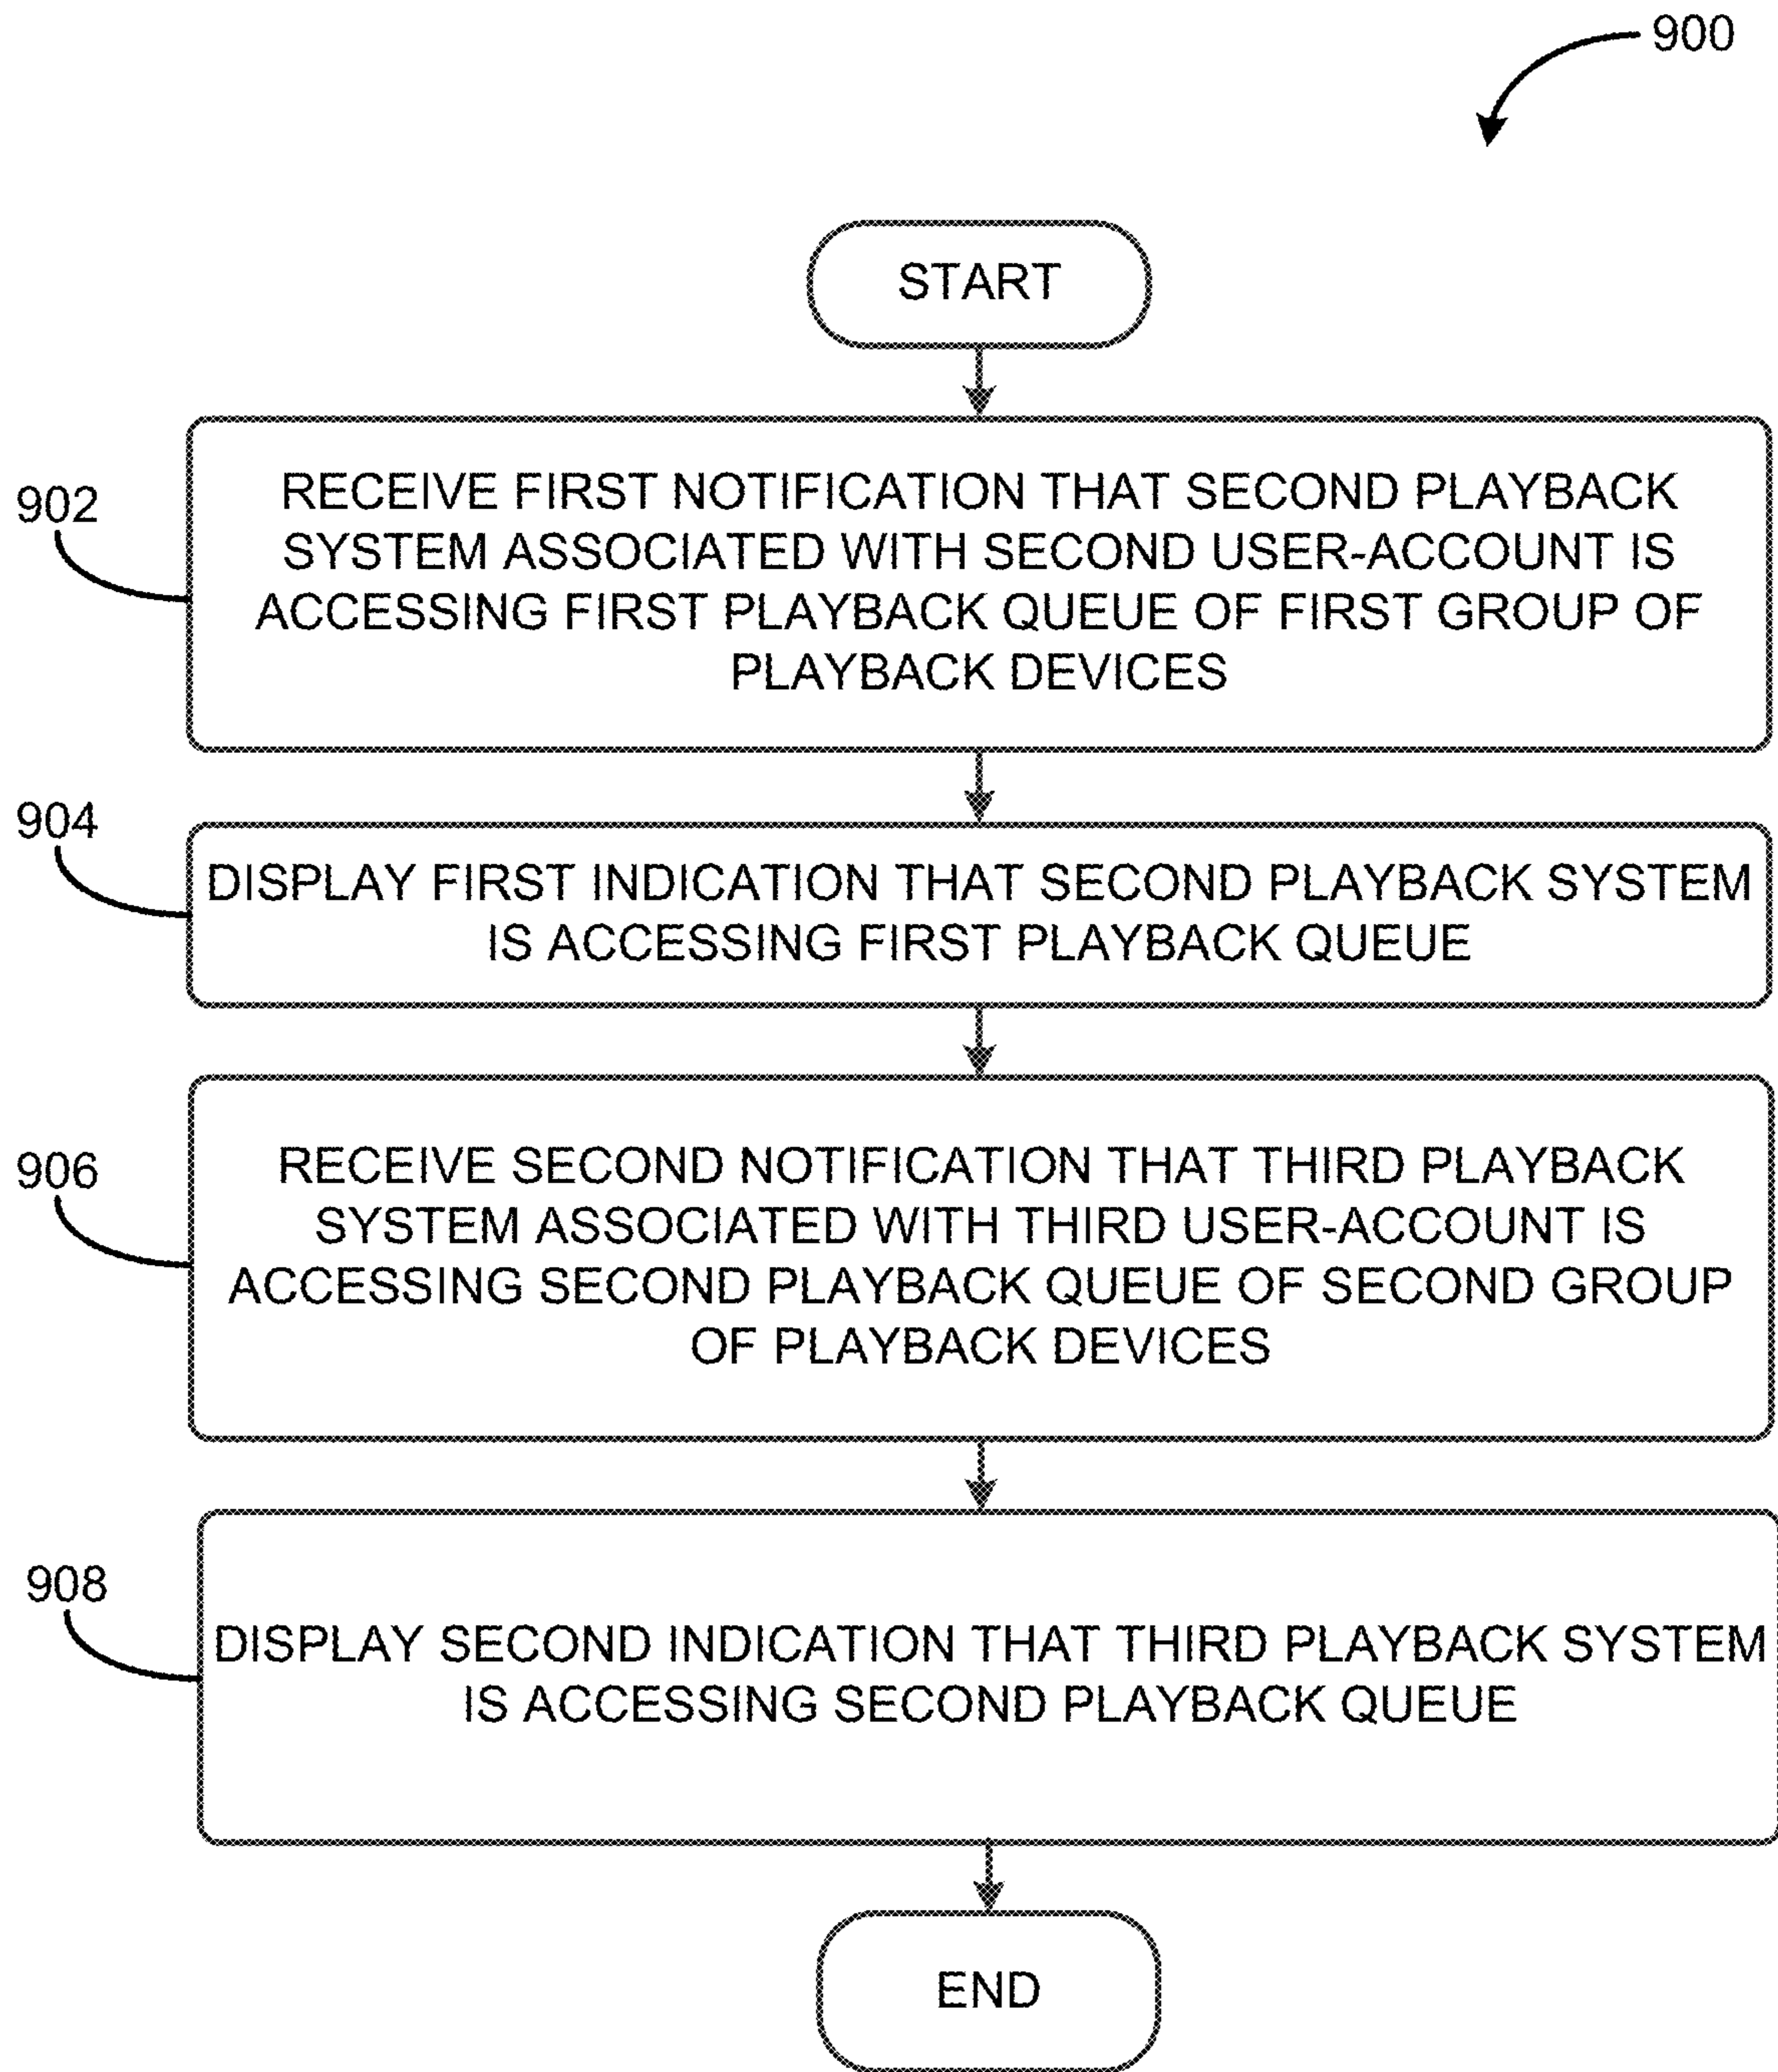 900
START
902
RECEIVE FIRST NOTIFICATION THAT SECOND PLAYBACK
SYSTEM ASSOCIATED WITH SECOND USER-ACCOUNT IS
ACCESSING FIRST PLAYBACK QUEUE OF FIRST GROUP OF
PLAYBACK DEVICES
904
DISPLAY FIRST INDICATION THAT SECOND PLAYBACK SYSTEM
IS ACCESSING FIRST PLAYBACK QUEUE
906
RECEIVE SECOND NOTIFICATION THAT THIRD PLAYBACK
SYSTEM ASSOCIATED WITH THIRD USER-ACCOUNT IS
ACCESSING SECOND PLAYBACK QUEUE OF SECOND GROUP
OF PLAYBACK DEVICES
908
DISPLAY SECOND INDICATION THAT THIRD PLAYBACK SYSTEM
IS ACCESSING SECOND PLAYBACK QUEUE
END